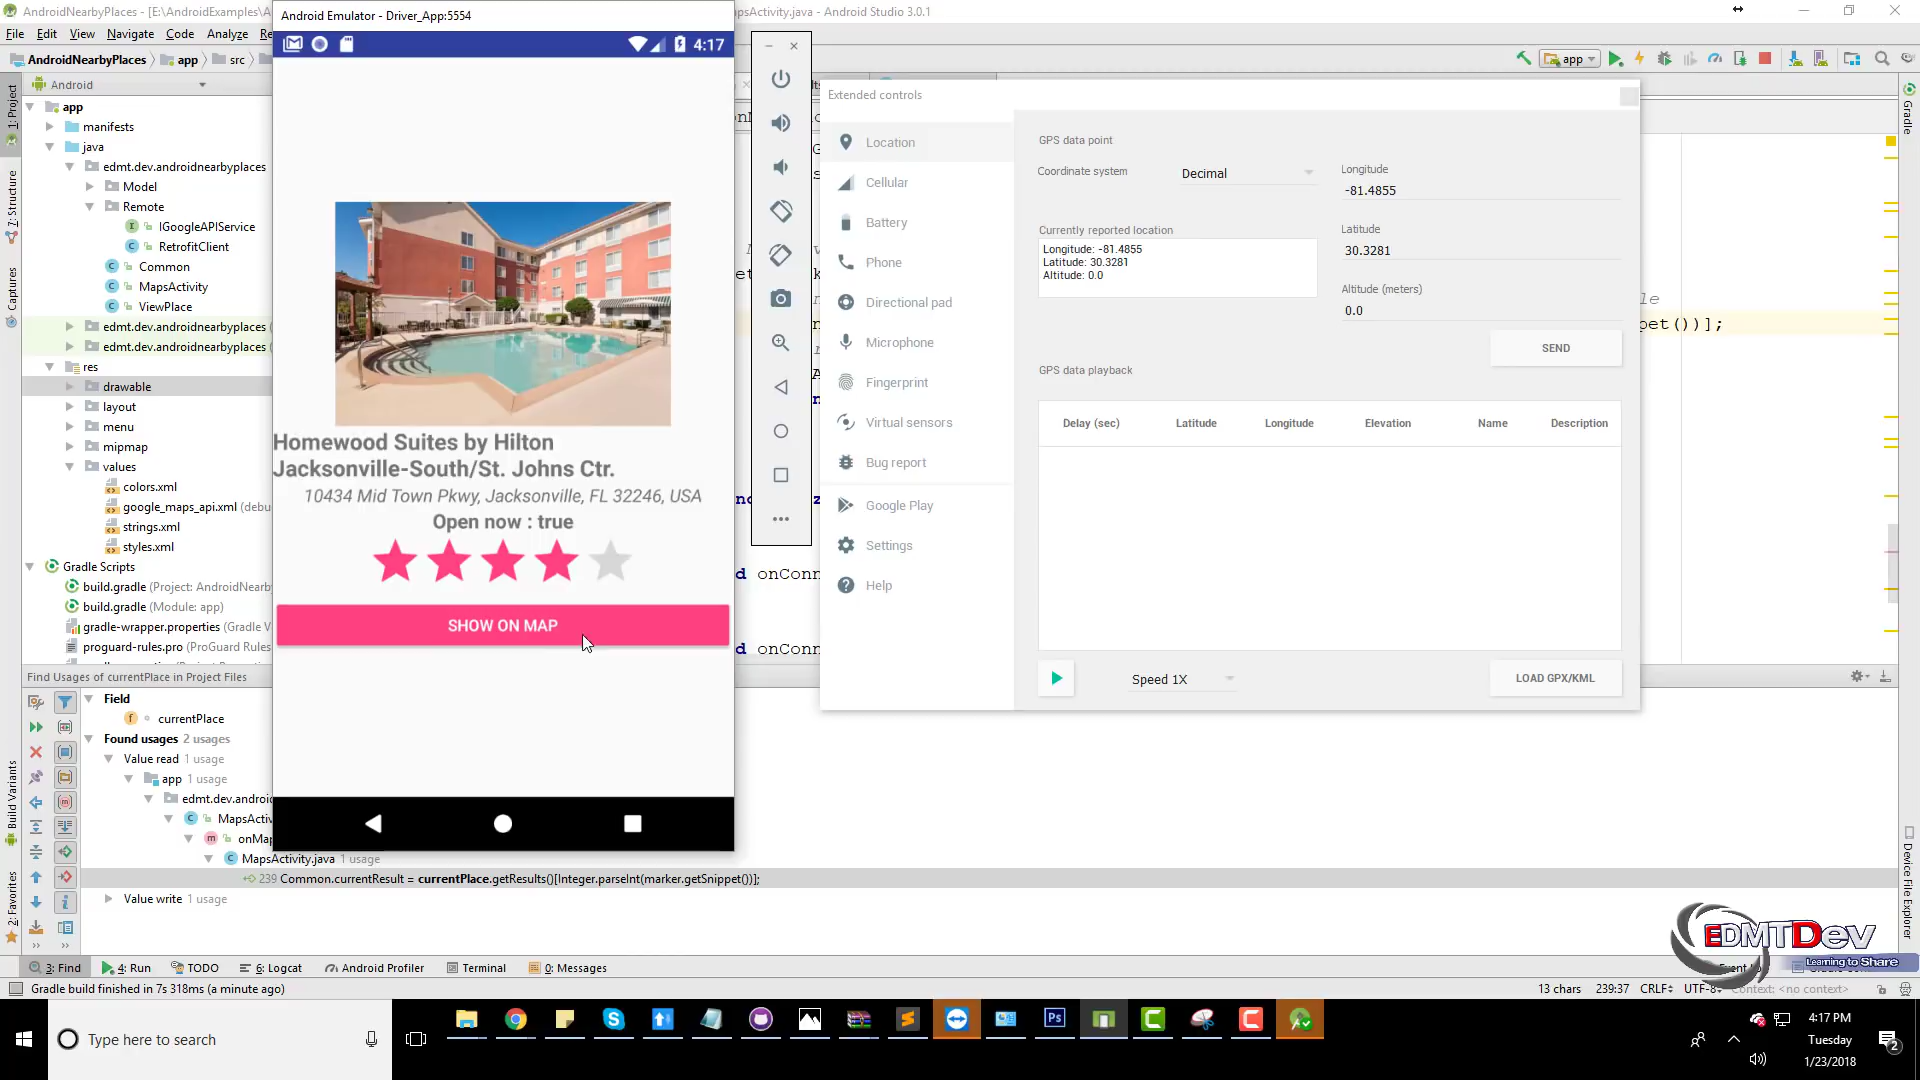 AndroidNearbyPlaces - [E:\AndroidExamples\A
apsActivity.java - Android Studio 3.0.1
File Edit View Navigate Code Analyze Re
AndroidNearbyPlaces app src
app
Android Emulator - Driver_App:5554
4:17
Android
app
manifests
java
edmt.dev.androidnearbyplaces
Model
Remote
IGoogleAPIService
RetrofitClient
Common
MapsActivity
ViewPlace
edmt.dev.androidnearbyplaces
edmt.dev.androidnearbyplaces
res
drawable
layout
menu
mipmap
values
colors.xml
google_maps_api.xml (debu
strings.xml
styles.xml
Gradle Scripts
build.gradle (Project: AndroidNearby
build.gradle (Module: app)
gradle-wrapper.properties (Gradle V
proguard-rules.pro (ProGuard Rules
1: Project
7: Structure
Captures
Build Variants
2: Favorites
Gradle
Device File Explorer
Homewood Suites by Hilton
Jacksonville-South/St. Johns Ctr.
10434 Mid Town Pkwy, Jacksonville, FL 32246, USA
Open now : true
SHOW ON MAP
Extended controls
Location
Cellular
Battery
Phone
Directional pad
Microphone
Fingerprint
Virtual sensors
Bug report
Google Play
Settings
Help
GPS data point
Coordinate system Decimal
Longitude
-81.4855
Currently reported location
Longitude: -81.4855
Latitude: 30.3281
Altitude: 0.0
Latitude
30.3281
Altitude (meters)
0.0
SEND
GPS data playback
Delay (sec) Latitude Longitude Elevation Name Description
Speed 1X
LOAD GPX/KML
pet())];
d onConn
d onConn
Find Usages of currentPlace in Project Files
Field
currentPlace
Found usages 2 usages
Value read 1 usage
app 1 usage
edmt.dev.androi
MapsActiv
onMap
MapsActivity.java 1 usage
239 Common.currentResult = currentPlace.getResults()[Integer.parseInt(marker.getSnippet())];
Value write 1 usage
EDMTDev
Learning to Share
3: Find 4: Run TODO 6: Logcat Android Profiler Terminal 0: Messages
Gradle build finished in 7s 318ms (a minute ago)
13 chars 239:37 CRLF UTF-8 Context: <no context>
Type here to search
Ps
4:17 PM
Tuesday
1/23/2018
2